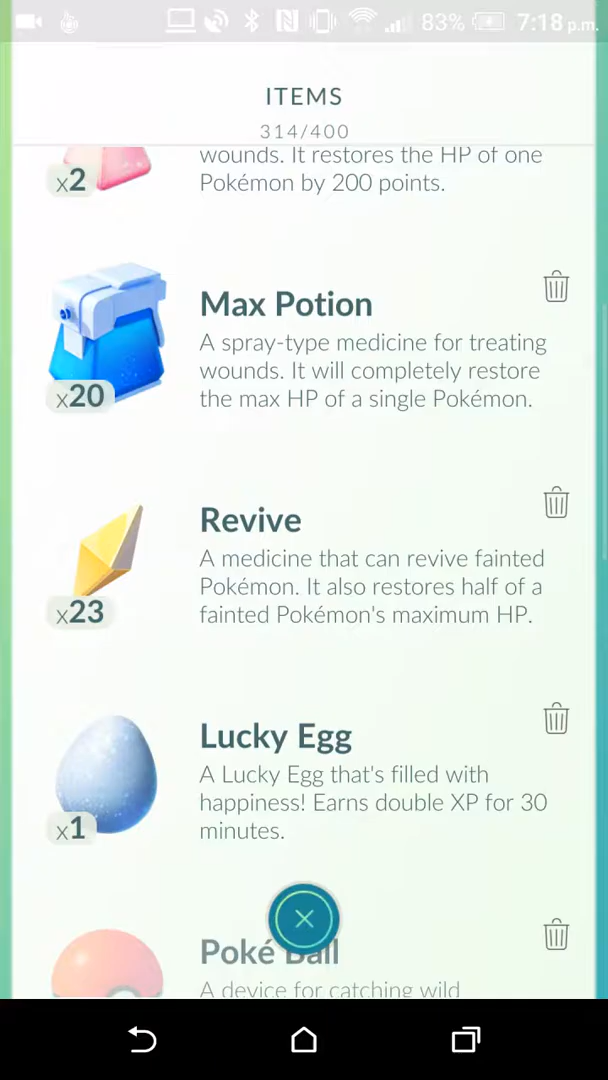 83% 7:18 p.m.
ITEMS
314/400
wounds. It restores the HP of one
Pokémon by 200 points.
x2
Max Potion
A spray-type medicine for treating
wounds. It will completely restore
the max HP of a single Pokémon.
x20
Revive
A medicine that can revive fainted
Pokémon. It also restores half of a
fainted Pokémon's maximum HP.
x23
Lucky Egg
A Lucky Egg that's filled with
happiness! Earns double XP for 30
minutes.
x1
Poké Ball
A device for catching wild